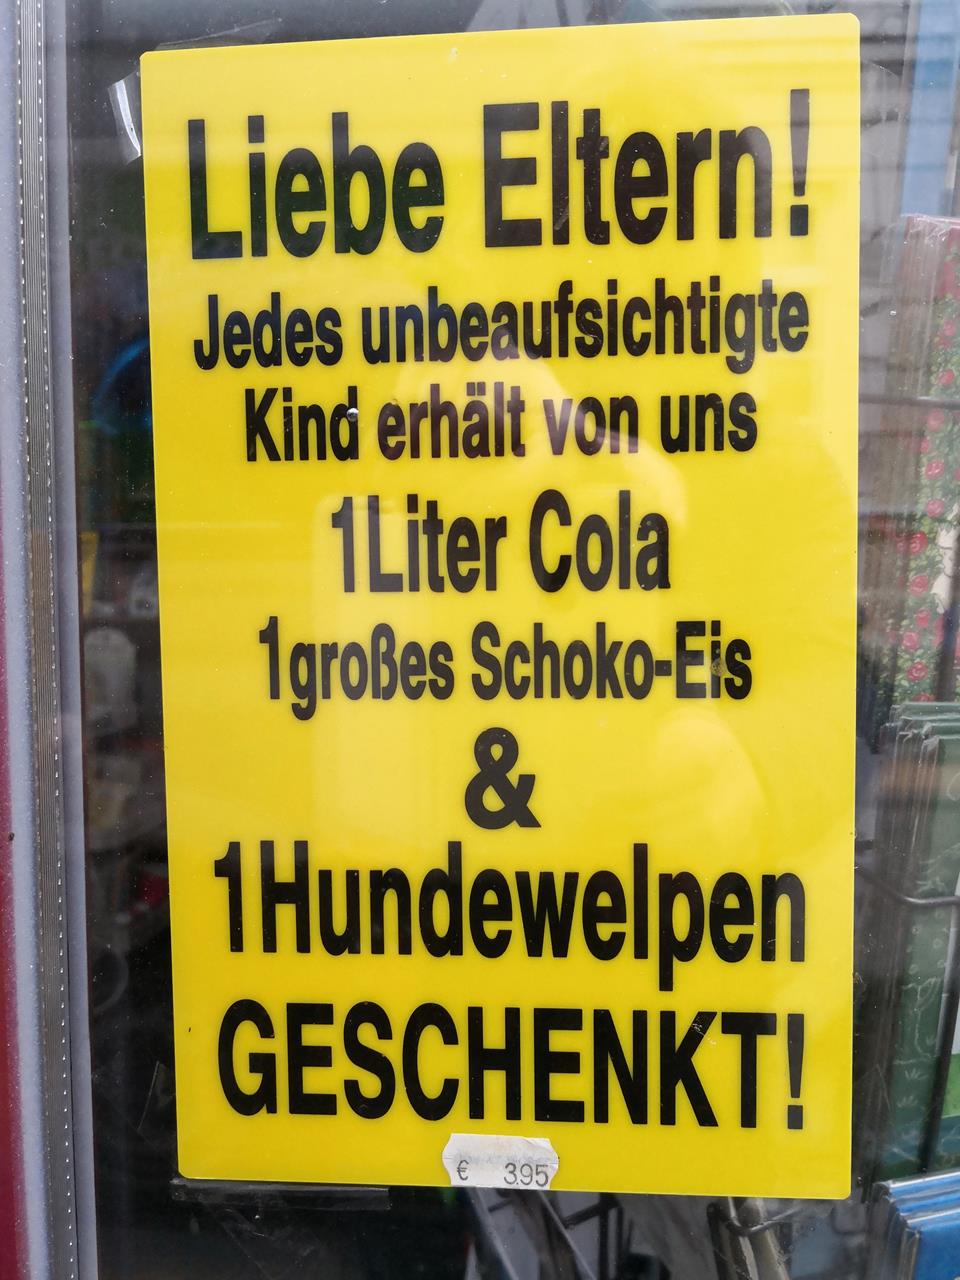 Liebe Eltern!
Jedes unbeaufsichtigte
Kind erhält von uns
1Liter Cola
1großes Schoko-Eis
&
1Hundewelpen
GESCHENKT!
€ 3.95